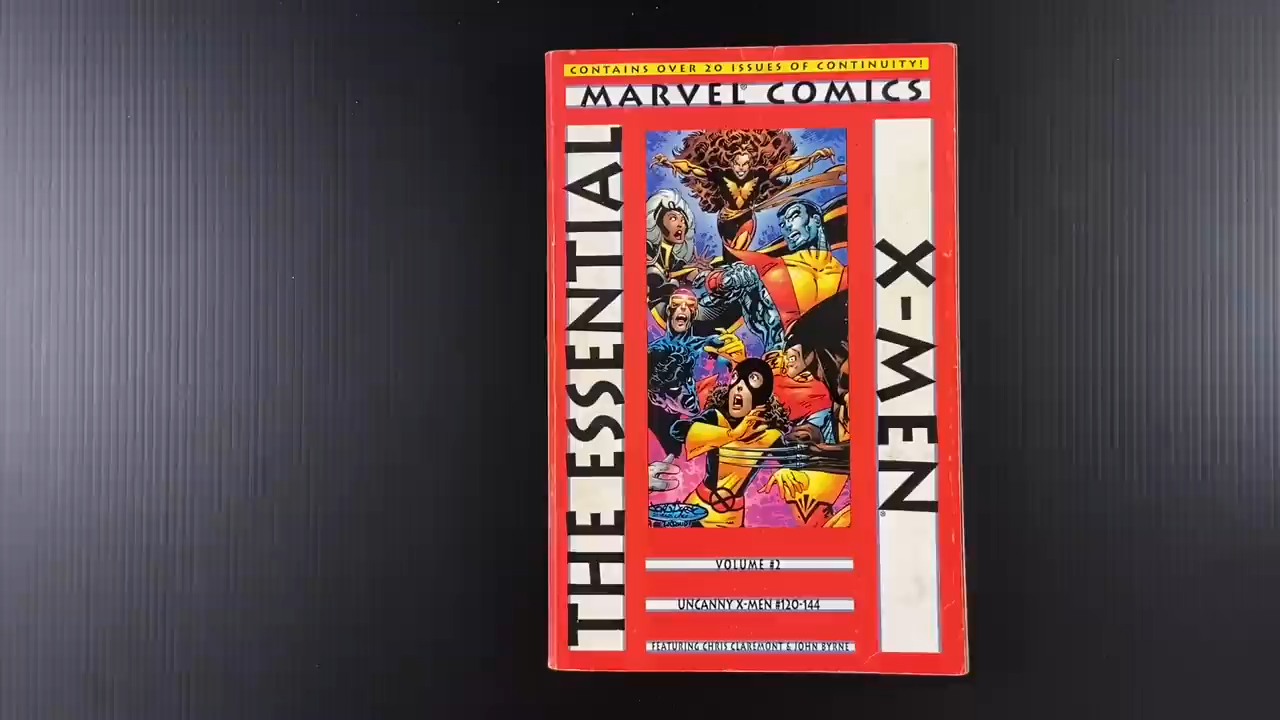 CONTAINS OVER 20 ISSUES OF CONTINUITY!
MARVEL® COMICS
THE ESSENTIAL
X-MEN®
VOLUME #2
UNCANNY X-MEN #120-144
FEATURING CHRIS CLAREMONT & JOHN BYRNE